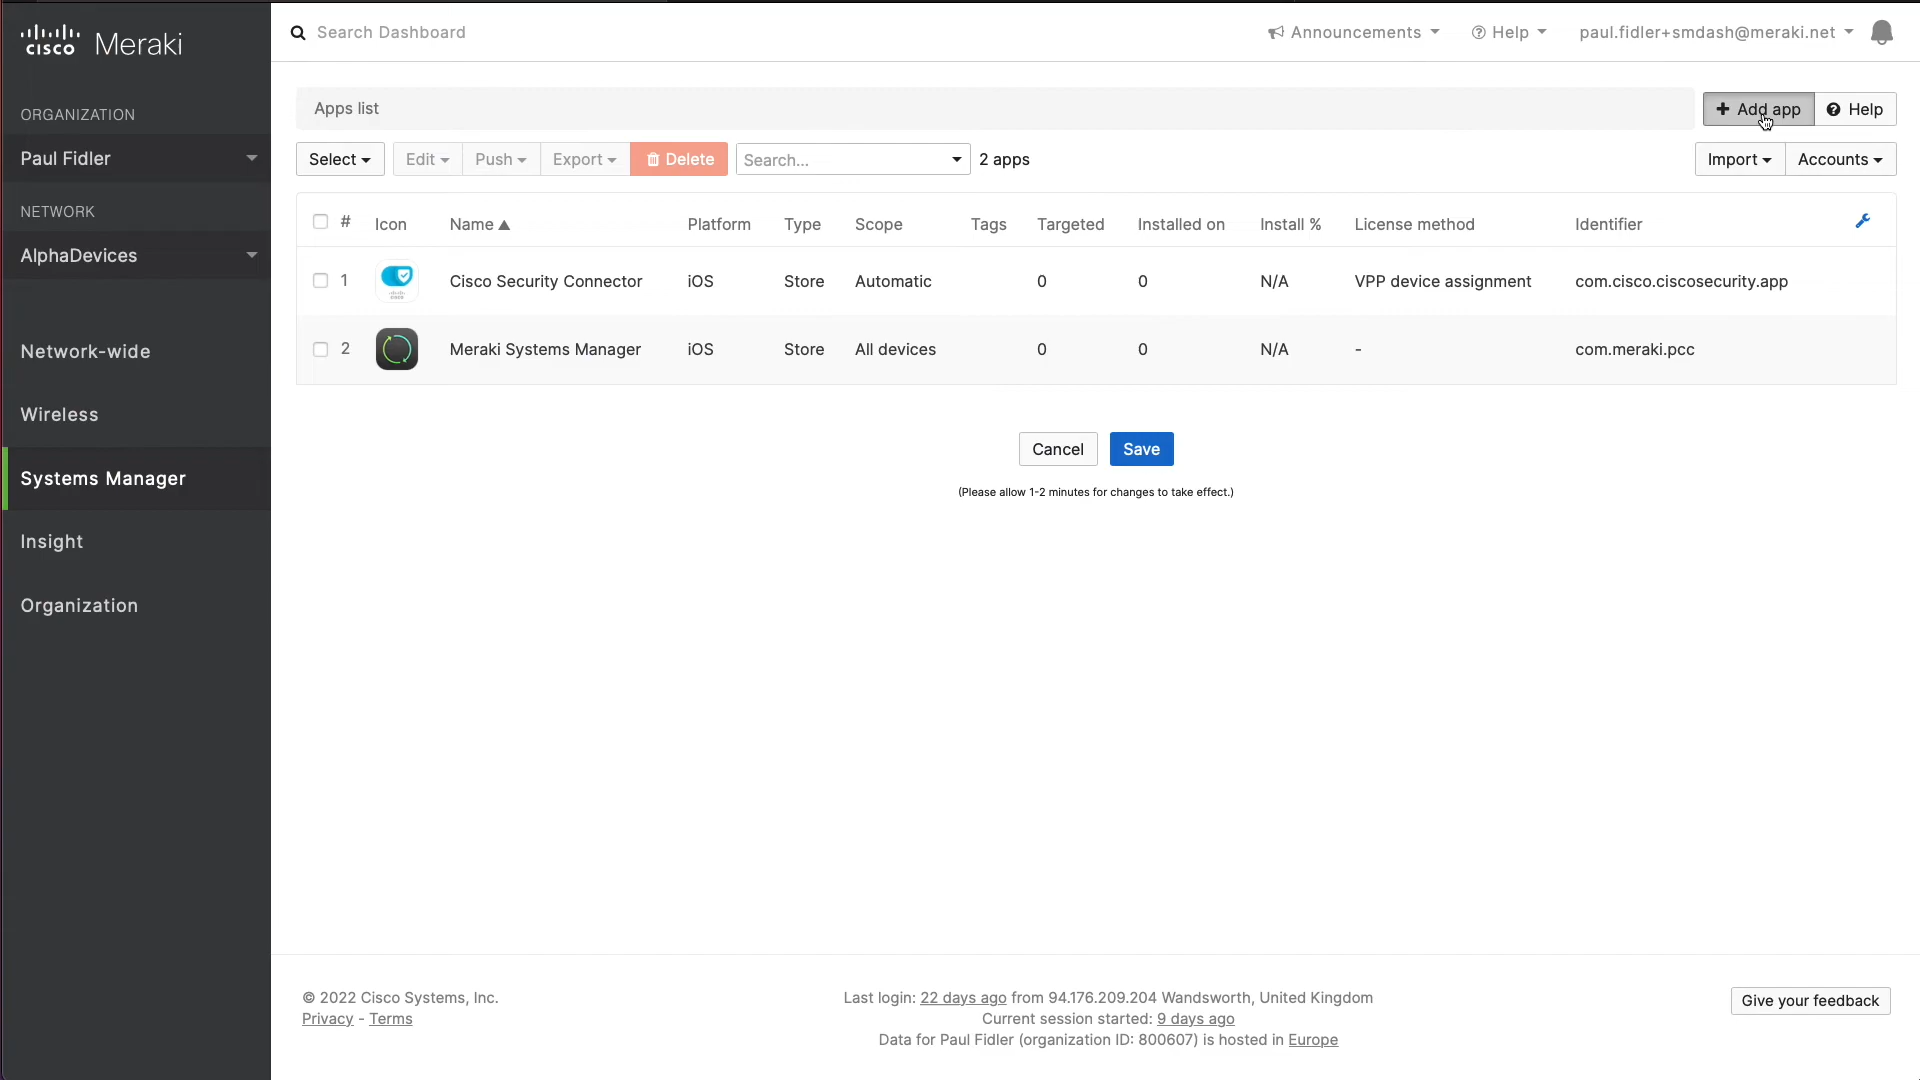 cisco Meraki
Search Dashboard
Announcements
Help
paul.fidler+smdash@meraki.net
ORGANIZATION
Paul Fidler
NETWORK
AlphaDevices
Network-wide
Wireless
Systems Manager
Insight
Organization
Apps list
+ Add app
Help
Select
Edit
Push
Export
Delete
Search...
2 apps
Import
Accounts
# Icon Name ▲ Platform Type Scope Tags Targeted Installed on Install % License method Identifier
1 Cisco Security Connector iOS Store Automatic 0 0 N/A VPP device assignment com.cisco.ciscosecurity.app
2 Meraki Systems Manager iOS Store All devices 0 0 N/A - com.meraki.pcc
Cancel
Save
(Please allow 1-2 minutes for changes to take effect.)
© 2022 Cisco Systems, Inc.
Privacy - Terms
Last login: 22 days ago from 94.176.209.204 Wandsworth, United Kingdom
Current session started: 9 days ago
Data for Paul Fidler (organization ID: 800607) is hosted in Europe
Give your feedback